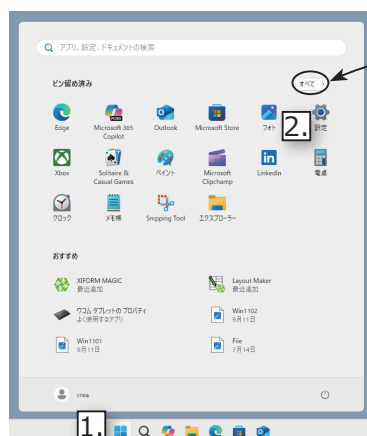 アプリ、設定、ドキュメントの検索
ピン留め済み
すべて >
Edge
Microsoft 365 Copilot
Outlook
Microsoft Store
フォト
設定
2.
Xbox
Solitaire & Casual Games
ペイント
Microsoft Clipchamp
LinkedIn
電卓
クロック
メモ帳
Snipping Tool
エクスプローラー
おすすめ
XIFORM MAGIC
最近追加
Layout Maker
最近追加
ワコム タブレットのプロパティ
よく使用するアプリ
Win1102
9月11日
Win1101
9月11日
File
7月14日
crea
1.